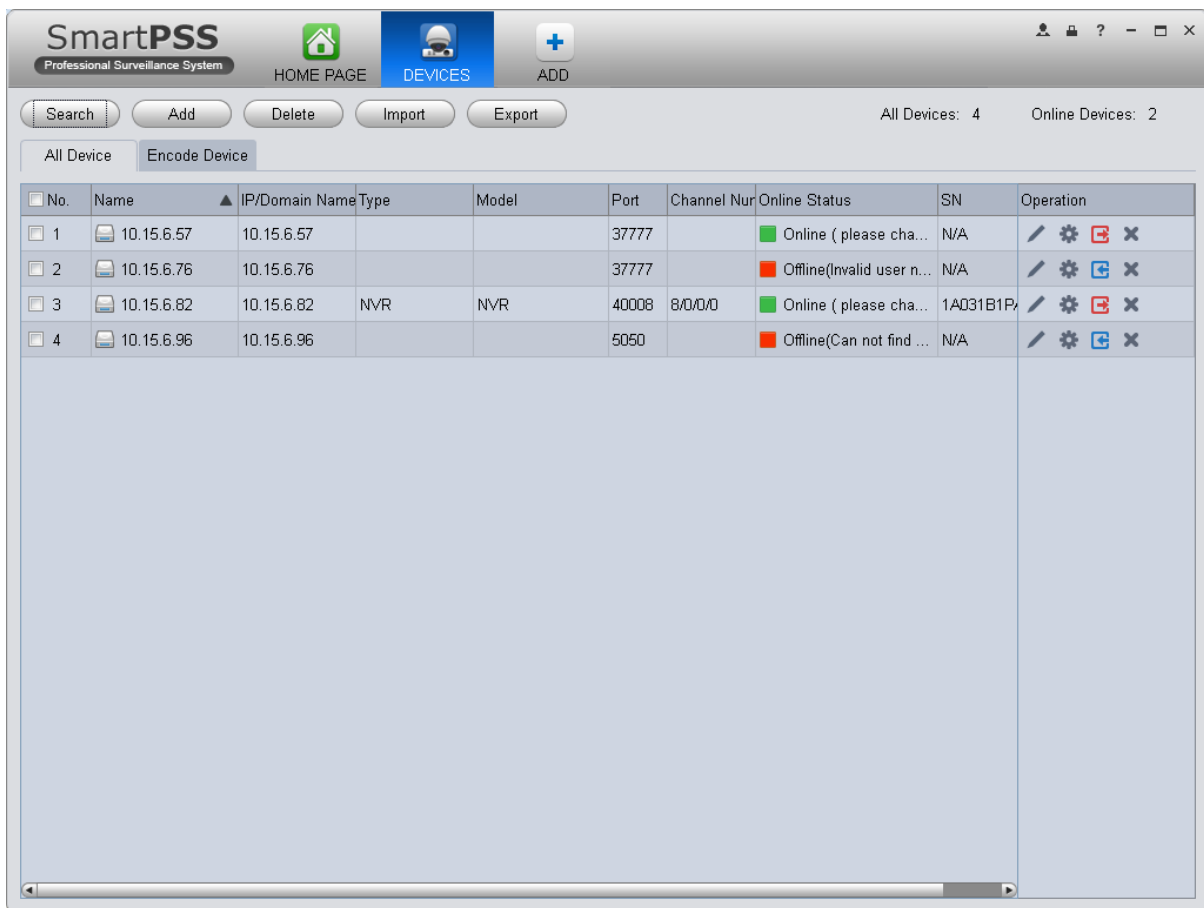 SmartPSS
Professional Surveillance System
HOME PAGE
DEVICES
ADD
?
Search
Add
Delete
Import
Export
All Devices: 4
Online Devices: 2
All Device
Encode Device
No. Name IP/Domain Name Type Model Port Channel Nur Online Status SN Operation
1 10.15.6.57 10.15.6.57 37777 Online ( please cha... N/A
2 10.15.6.76 10.15.6.76 37777 Offline(Invalid user n... N/A
3 10.15.6.82 10.15.6.82 NVR NVR 40008 8/0/0/0 Online ( please cha... 1A031B1P
4 10.15.6.96 10.15.6.96 5050 Offline(Can not find ... N/A